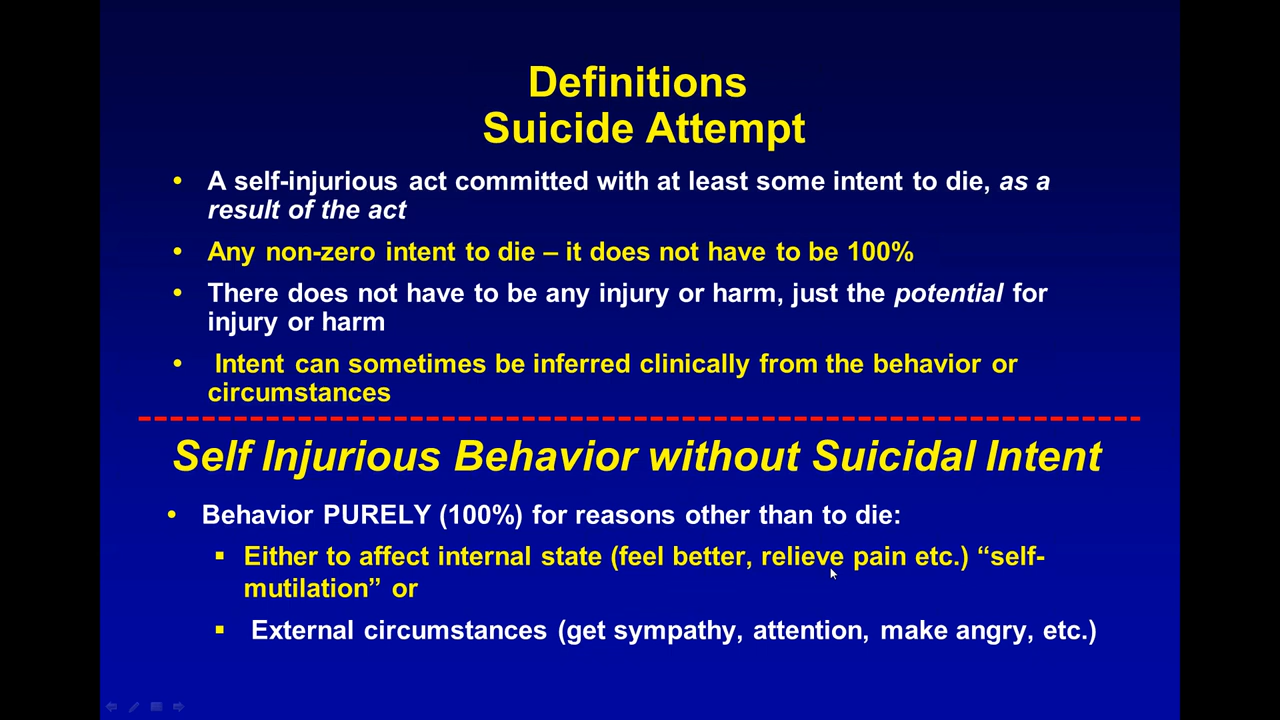 Definitions
Suicide Attempt
• A self-injurious act committed with at least some intent to die, as a
result of the act
• Any non-zero intent to die – it does not have to be 100%
• There does not have to be any injury or harm, just the potential for
injury or harm
• Intent can sometimes be inferred clinically from the behavior or
circumstances
Self Injurious Behavior without Suicidal Intent
• Behavior PURELY (100%) for reasons other than to die:
▪ Either to affect internal state (feel better, relieve pain etc.) “self-
mutilation” or
▪ External circumstances (get sympathy, attention, make angry, etc.)